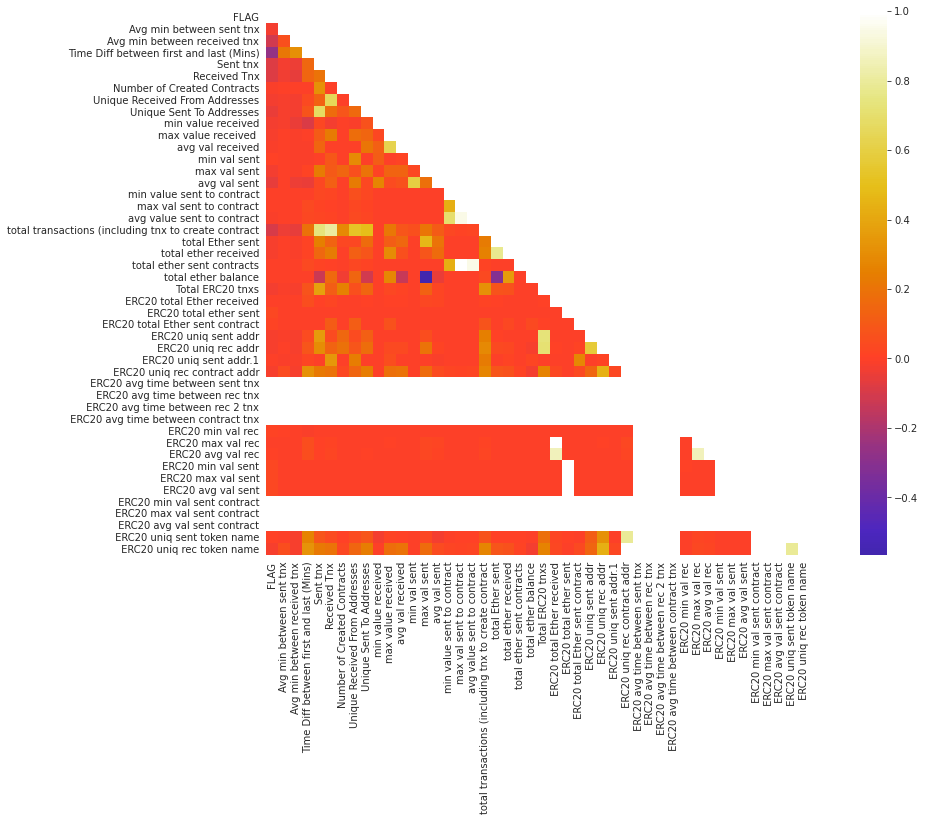 FLAG
Avg min between sent tnx
Avg min between received tnx
Time Diff between first and last (Mins)
Sent tnx
Received Tnx
Number of Created Contracts
Unique Received From Addresses
Unique Sent To Addresses
min value received
max value received
avg val received
min val sent
max val sent
avg val sent
min value sent to contract
max val sent to contract
avg value sent to contract
total transactions (including tnx to create contract
total Ether sent
total ether received
total ether sent contracts
total ether balance
Total ERC20 tnxs
ERC20 total Ether received
ERC20 total ether sent
ERC20 total Ether sent contract
ERC20 uniq sent addr
ERC20 uniq rec addr
ERC20 uniq sent addr.1
ERC20 uniq rec contract addr
ERC20 avg time between sent tnx
ERC20 avg time between rec tnx
ERC20 avg time between rec 2 tnx
ERC20 avg time between contract tnx
ERC20 min val rec
ERC20 max val rec
ERC20 avg val rec
ERC20 min val sent
ERC20 max val sent
ERC20 avg val sent
ERC20 min val sent contract
ERC20 max val sent contract
ERC20 avg val sent contract
ERC20 uniq sent token name
ERC20 uniq rec token name
FLAG
Avg min between sent tnx
Avg min between received tnx
Time Diff between first and last (Mins)
Sent tnx
Received Tnx
Number of Created Contracts
Unique Received From Addresses
Unique Sent To Addresses
min value received
max value received
avg val received
min val sent
max val sent
avg val sent
min value sent to contract
max val sent to contract
avg value sent to contract
total transactions (including tnx to create contract
total Ether sent
total ether received
total ether sent contracts
total ether balance
Total ERC20 tnxs
ERC20 total Ether received
ERC20 total ether sent
ERC20 total Ether sent contract
ERC20 uniq sent addr
ERC20 uniq rec addr
ERC20 uniq sent addr.1
ERC20 uniq rec contract addr
ERC20 avg time between sent tnx
ERC20 avg time between rec tnx
ERC20 avg time between rec 2 tnx
ERC20 avg time between contract tnx
ERC20 min val rec
ERC20 max val rec
ERC20 avg val rec
ERC20 min val sent
ERC20 max val sent
ERC20 avg val sent
ERC20 min val sent contract
ERC20 max val sent contract
ERC20 avg val sent contract
ERC20 uniq sent token name
ERC20 uniq rec token name
1.0
0.8
0.6
0.4
0.2
0.0
−0.2
−0.4